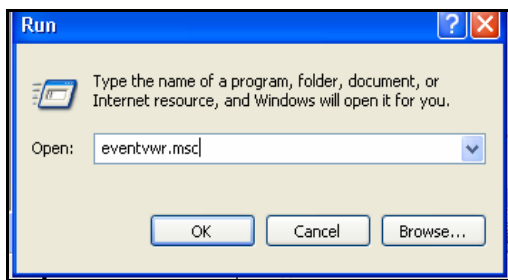 Run
Type the name of a program, folder, document, or
Internet resource, and Windows will open it for you.
Open: eventvwr.msc
OK Cancel Browse...